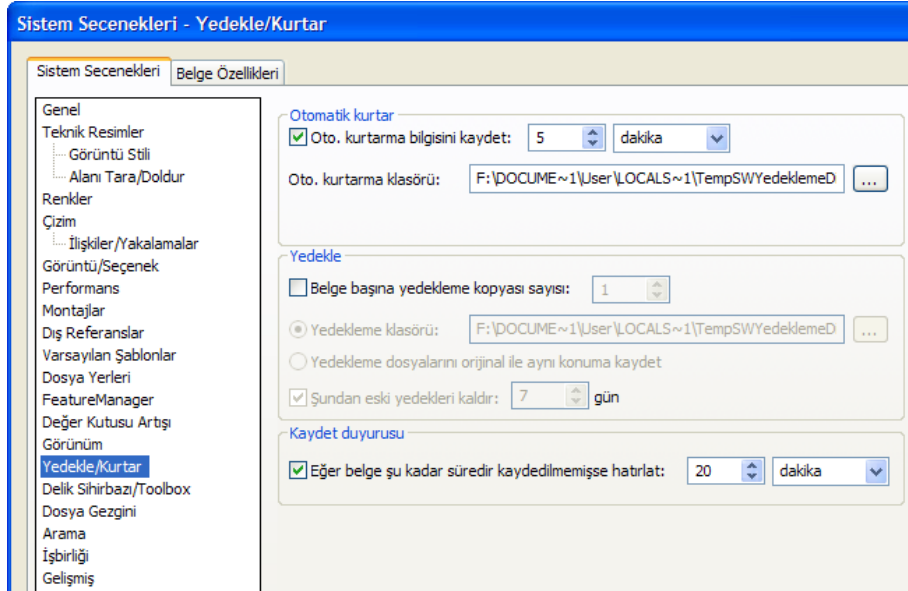 Sistem Secenekleri - Yedekle/Kurtar
Sistem Secenekleri
Belge Özellikleri
Genel
Teknik Resimler
Görüntü Stili
Alanı Tara/Doldur
Renkler
Çizim
İlişkiler/Yakalamalar
Görüntü/Seçenek
Performans
Montajlar
Dış Referanslar
Varsayılan Şablonlar
Dosya Yerleri
FeatureManager
Değer Kutusu Artışı
Görünüm
Yedekle/Kurtar
Delik Sihirbazı/Toolbox
Dosya Gezgini
Arama
İşbirliği
Gelişmiş
Otomatik kurtar
Oto. kurtarma bilgisini kaydet: 5 dakika
Oto. kurtarma klasörü: F:\DOCUME~1\User\LOCALS~1\TempSWYedeklemeD ...
Yedekle
Belge başına yedekleme kopyası sayısı: 1
Yedekleme klasörü: F:\DOCUME~1\User\LOCALS~1\TempSWYedeklemeD ...
Yedekleme dosyalarını orijinal ile aynı konuma kaydet
Şundan eski yedekleri kaldır: 7 gün
Kaydet duyurusu
Eğer belge şu kadar süredir kaydedilmemişse hatırlat: 20 dakika